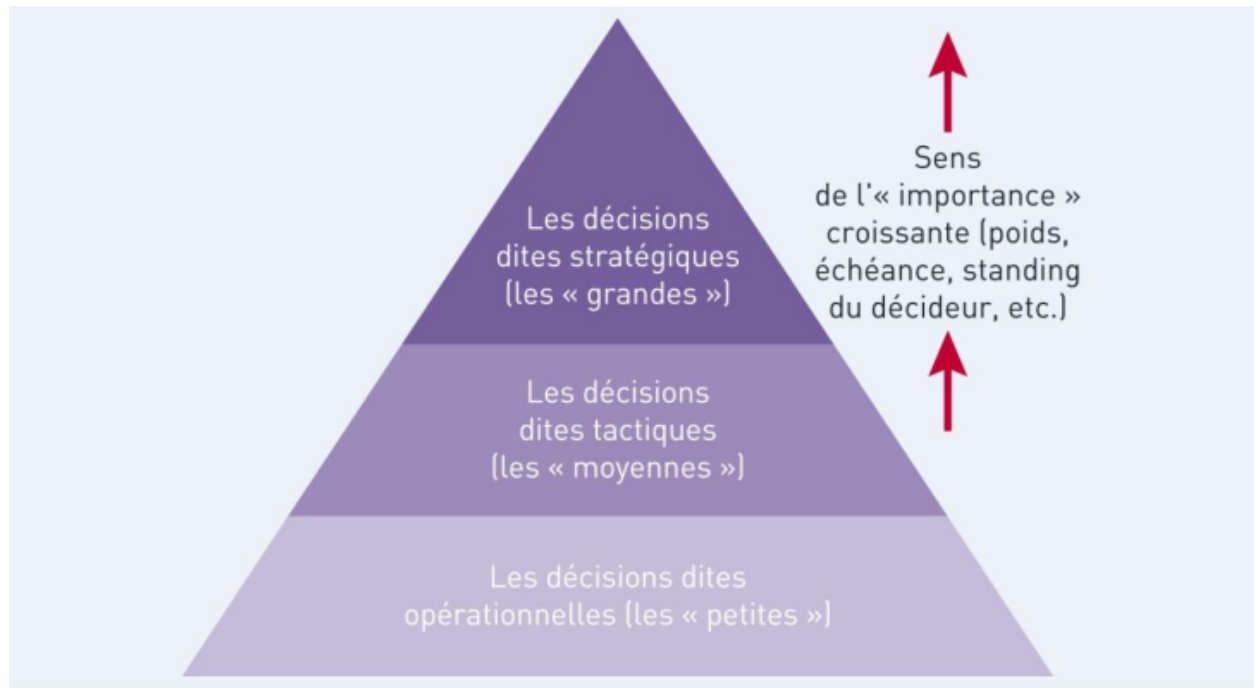 Les décisions
dites stratégiques
(les « grandes »)
Sens
de l'« importance »
croissante (poids,
échéance, standing
du décideur, etc.)
Les décisions
dites tactiques
(les « moyennes »)
Les décisions dites
opérationnelles (les « petites »)